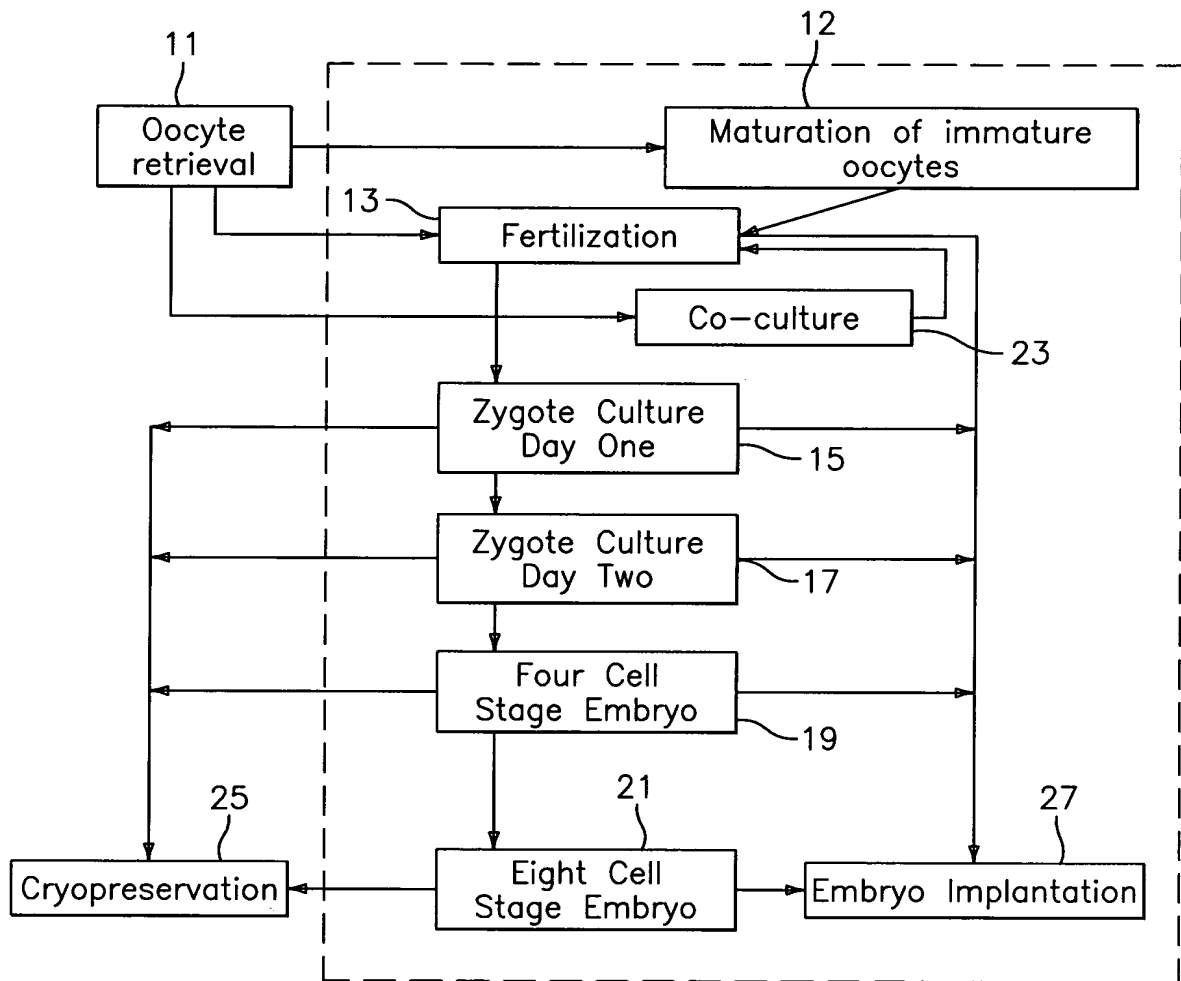 11
12
Oocyte
retrieval
Maturation of immature
oocytes
13
Fertilization
Co-culture
23
Zygote Culture
Day One
15
Zygote Culture
Day Two
17
Four Cell
Stage Embryo
19
25
21
27
Cryopreservation
Eight Cell
Stage Embryo
Embryo Implantation